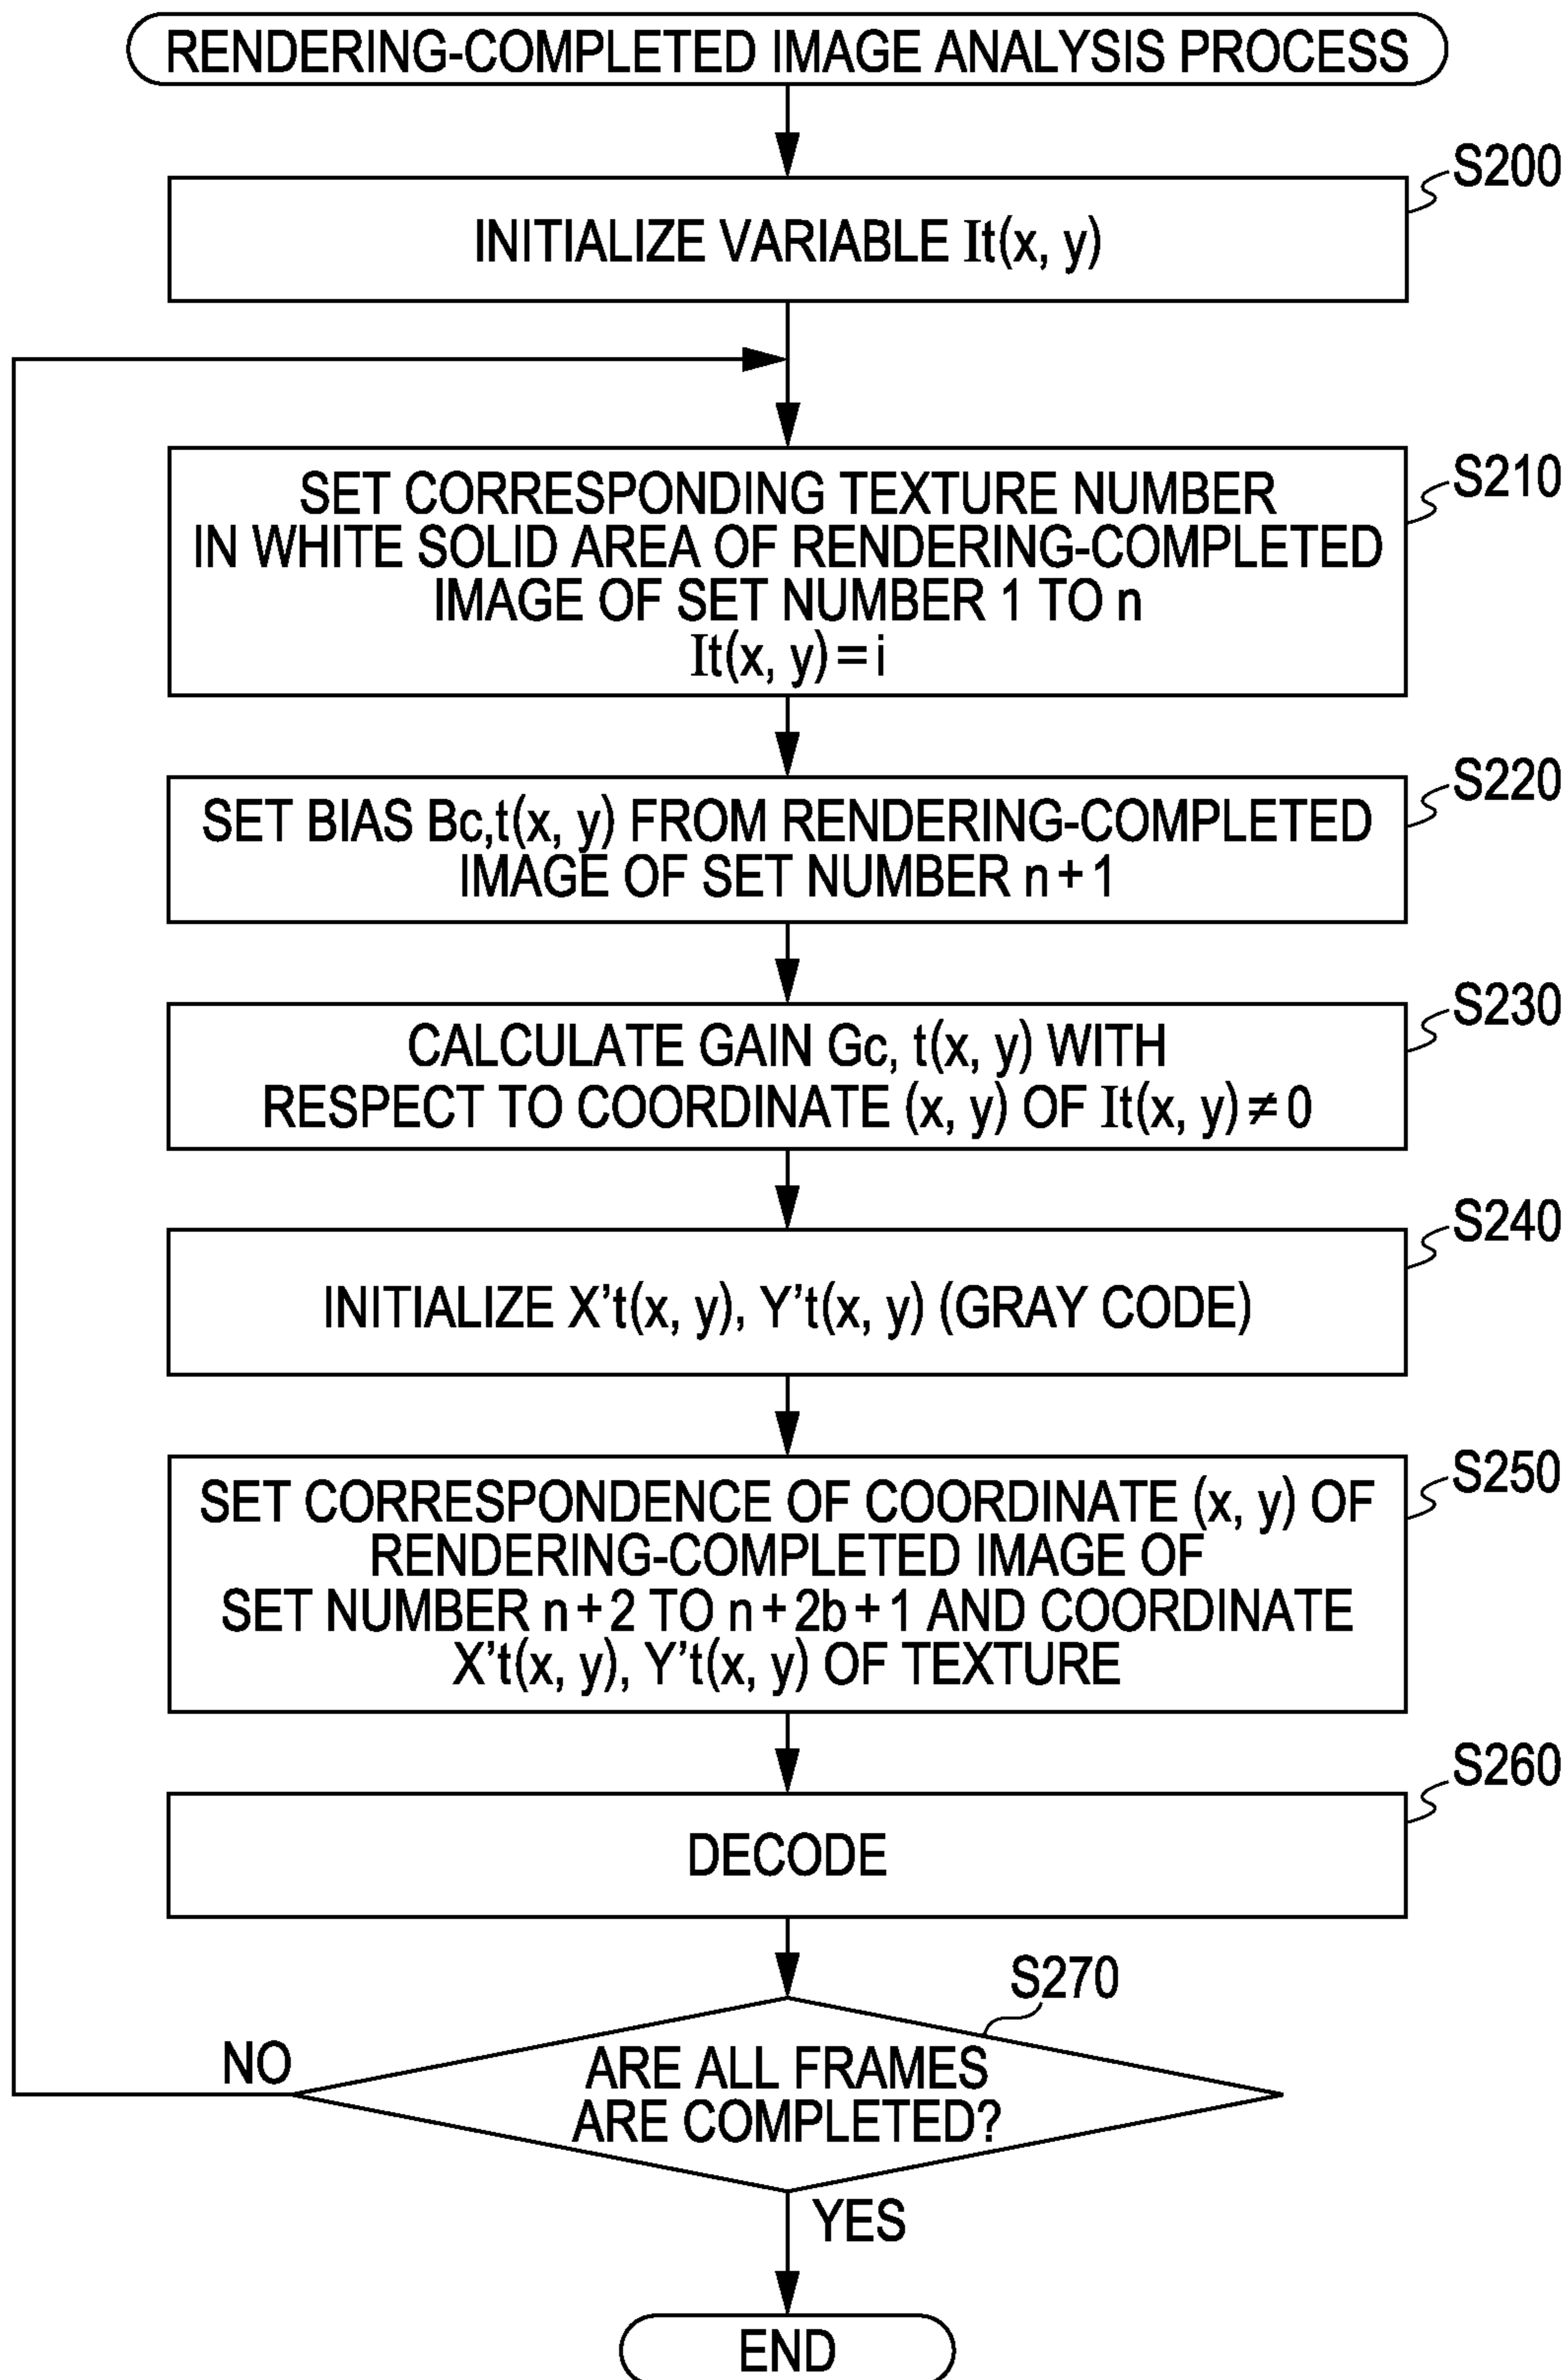 RENDERING-COMPLETED IMAGE ANALYSIS PROCESS
S200
INITIALIZE VARIABLE It(x, y)
S210
SET CORRESPONDING TEXTURE NUMBER
IN WHITE SOLID AREA OF RENDERING-COMPLETED
IMAGE OF SET NUMBER 1 TO n
It(x, y) = i
S220
SET BIAS Bc,t(x, y) FROM RENDERING-COMPLETED
IMAGE OF SET NUMBER n + 1
S230
CALCULATE GAIN Gc, t(x, y) WITH
RESPECT TO COORDINATE (x, y) OF It(x, y) ≠ 0
S240
INITIALIZE X't(x, y), Y't(x, y) (GRAY CODE)
S250
SET CORRESPONDENCE OF COORDINATE (x, y) OF
RENDERING-COMPLETED IMAGE OF
SET NUMBER n + 2 TO n + 2b + 1 AND COORDINATE
X't(x, y), Y't(x, y) OF TEXTURE
S260
DECODE
S270
NO
ARE ALL FRAMES
ARE COMPLETED?
YES
END